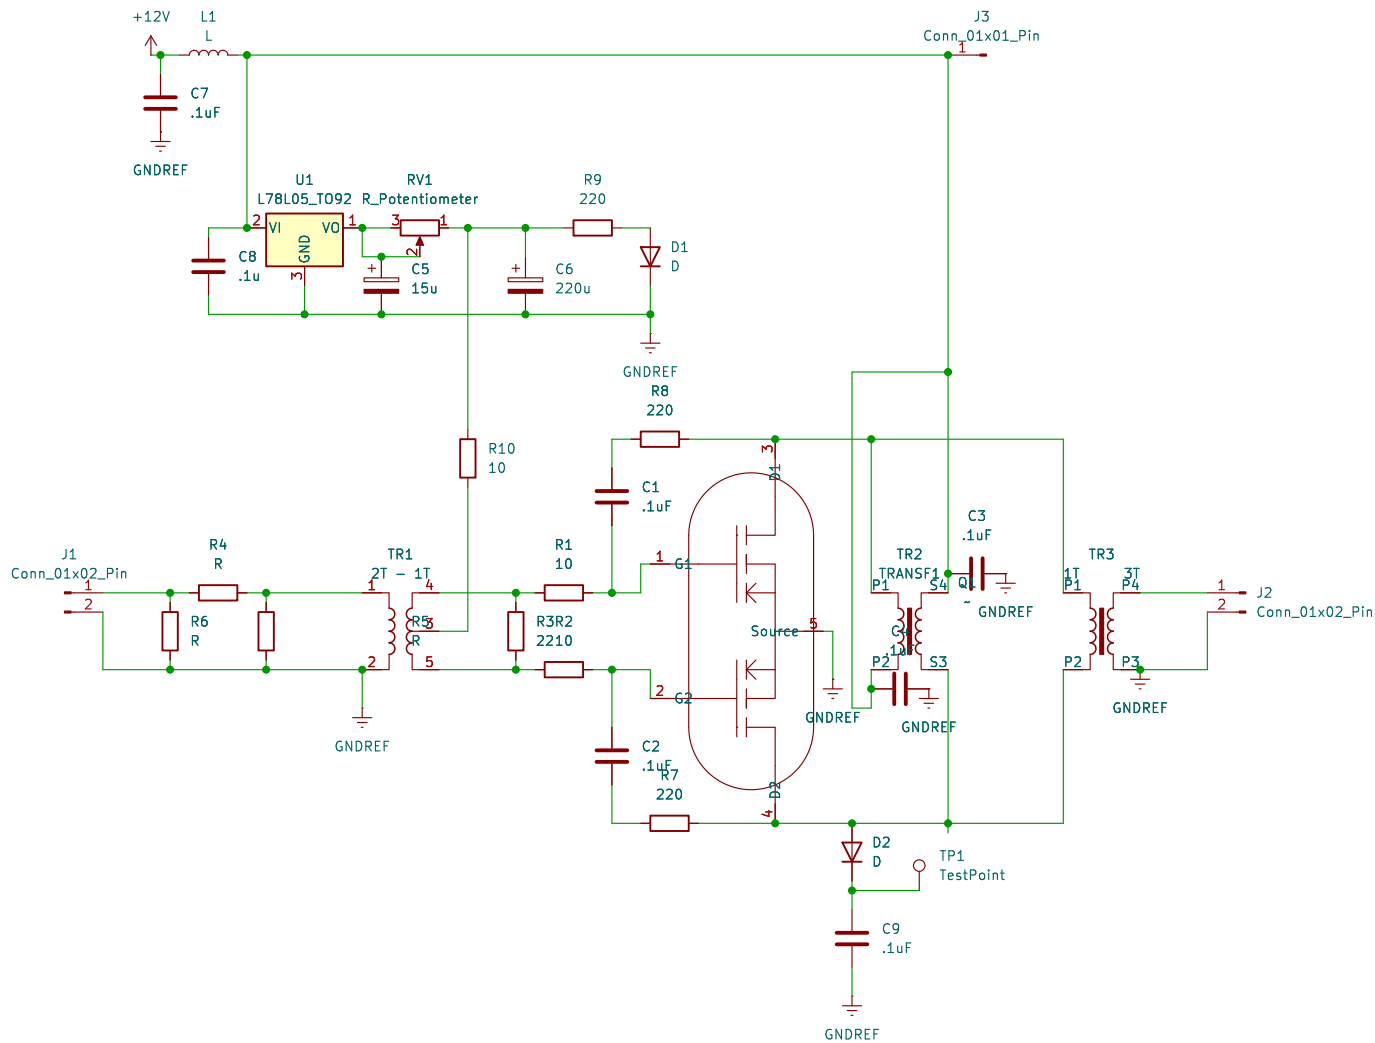 +12V
L1
L
J3
Conn_01x01_Pin
1
C7
.1uF
GNDREF
U1
L78L05_TO92
RV1
R_Potentiometer
R9
220
2
VI
VO
1
GND
3
3
1
2
C8
.1u
C5
15u
C6
220u
D1
D
GNDREF
R8
220
R10
10
3
D1
C1
.1uF
C3
.1uF
J1
Conn_01x02_Pin
1
2
R4
R
R6
R
R5
R
TR1
2T - 1T
1
2
4
3
5
R1
10
R3
22
R2
10
1
G1
2
G2
Source
5
GNDREF
TR2
TRANSF1
P1
P2
S4
S3
Q1
~
GNDREF
C4
.1uF
GNDREF
TR3
1T
3T
P1
P2
P4
P3
GNDREF
1
2
J2
Conn_01x02_Pin
GNDREF
C2
.1uF
R7
220
D2
4
D2
D
TP1
TestPoint
C9
.1uF
GNDREF